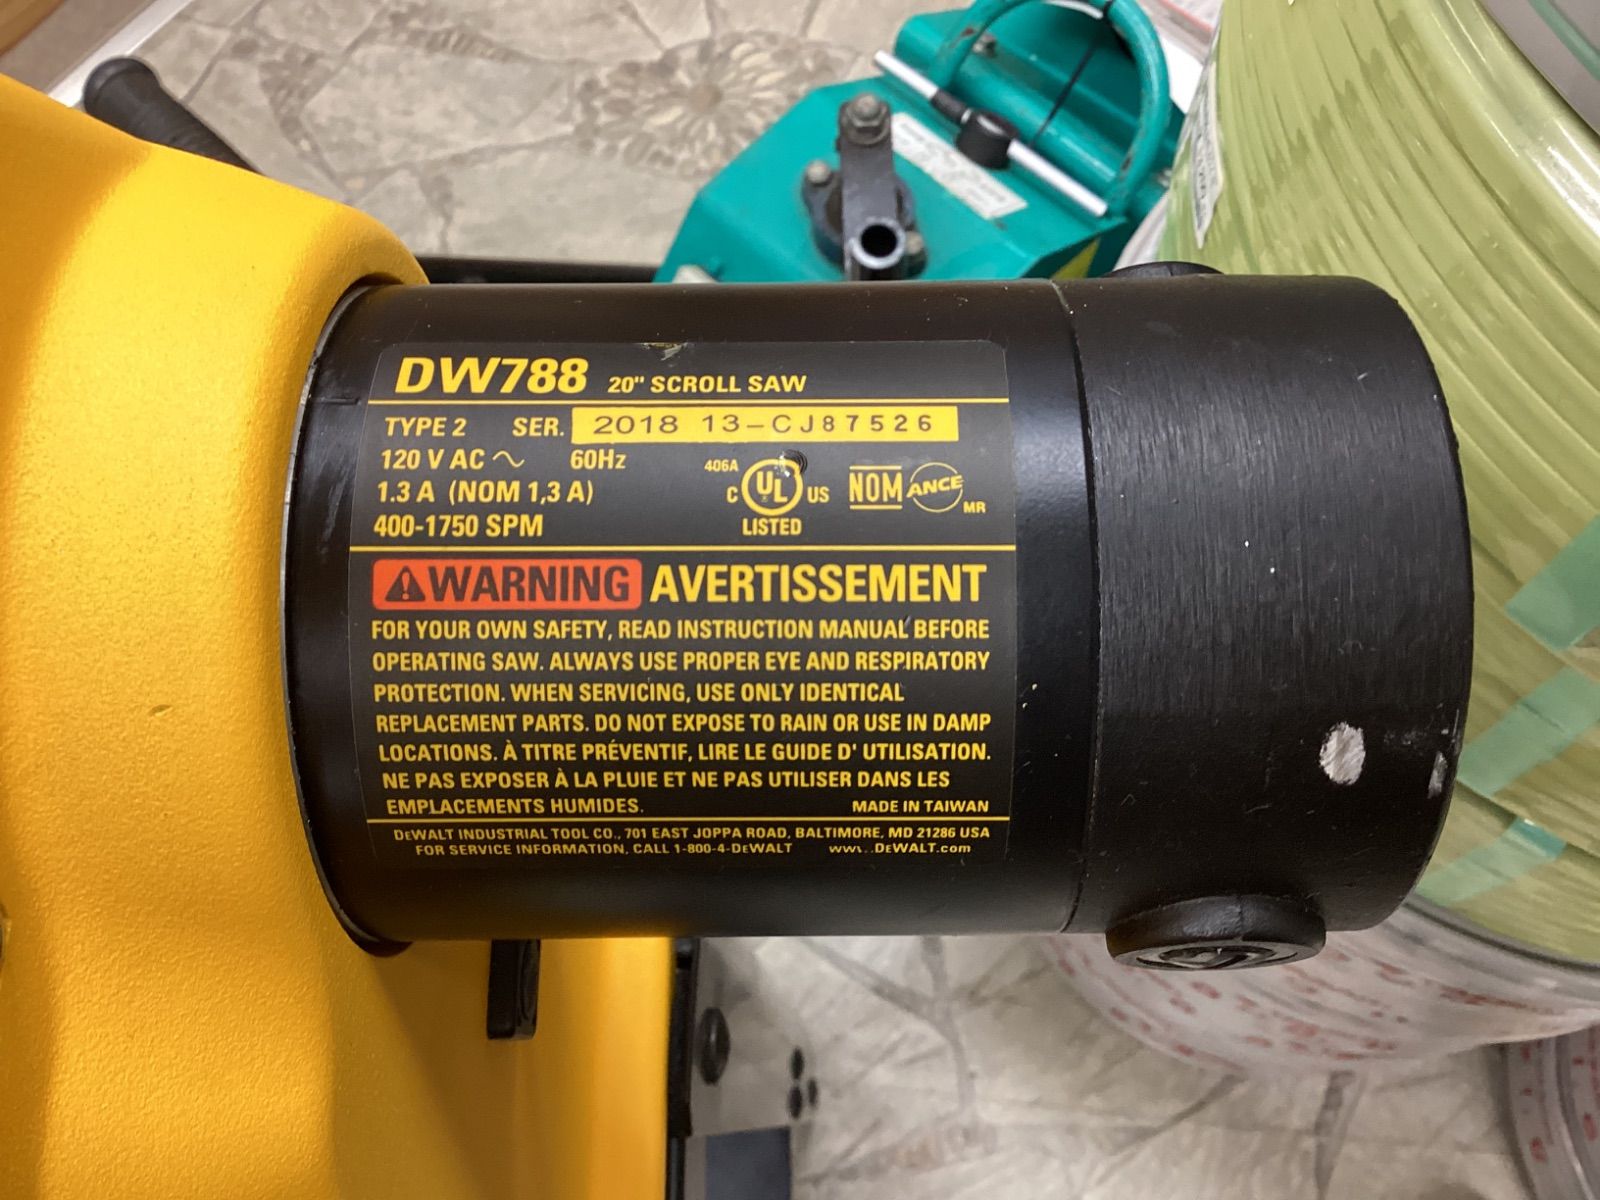 DW788 20" SCROLL SAW
TYPE 2 SER. 2018 13-CJ87526
120 V AC ~ 60Hz
1.3 A (NOM 1,3 A)
400-1750 SPM
406A
C UL US
LISTED
NOM ANCE MR
WARNING AVERTISSEMENT
FOR YOUR OWN SAFETY, READ INSTRUCTION MANUAL BEFORE
OPERATING SAW. ALWAYS USE PROPER EYE AND RESPIRATORY
PROTECTION. WHEN SERVICING, USE ONLY IDENTICAL
REPLACEMENT PARTS. DO NOT EXPOSE TO RAIN OR USE IN DAMP
LOCATIONS. À TITRE PRÉVENTIF, LIRE LE GUIDE D' UTILISATION.
NE PAS EXPOSER À LA PLUIE ET NE PAS UTILISER DANS LES
EMPLACEMENTS HUMIDES. MADE IN TAIWAN
DEWALT INDUSTRIAL TOOL CO., 701 EAST JOPPA ROAD, BALTIMORE, MD 21286 USA
FOR SERVICE INFORMATION, CALL 1-800-4-DEWALT www..DEWALT.com